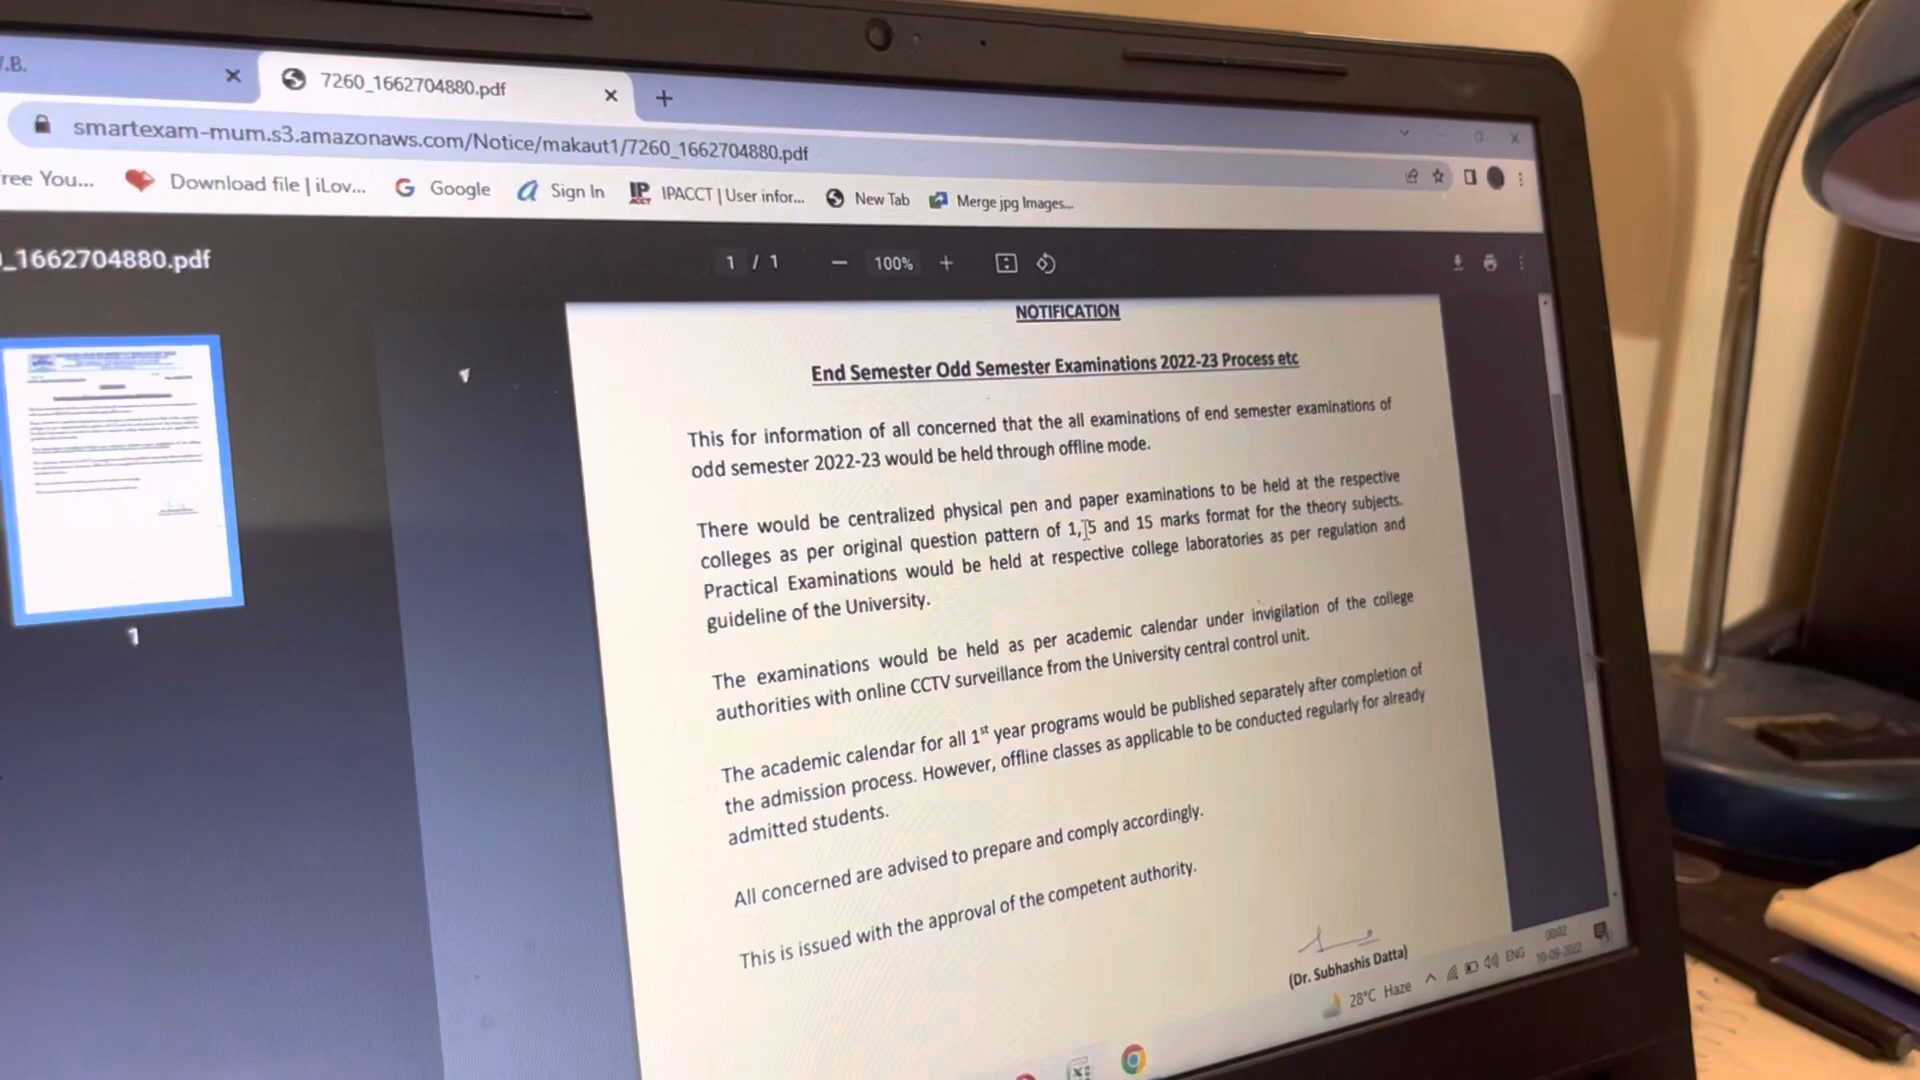 .B.
7260_1662704880.pdf
smartexam-mum.s3.amazonaws.com/Notice/makaut1/7260_1662704880.pdf
ree You...
Download file | iLov...
Google
Sign In
IPACCT | User infor...
New Tab
Merge jpg Images...
_1662704880.pdf
1 / 1
100%
NOTIFICATION
End Semester Odd Semester Examinations 2022-23 Process etc
This for information of all concerned that the all examinations of end semester examinations of
odd semester 2022-23 would be held through offline mode.
There would be centralized physical pen and paper examinations to be held at the respective
colleges as per original question pattern of 1, 5 and 15 marks format for the theory subjects.
Practical Examinations would be held at respective college laboratories as per regulation and
guideline of the University.
The examinations would be held as per academic calendar under invigilation of the college
authorities with online CCTV surveillance from the University central control unit.
The academic calendar for all 1st year programs would be published separately after completion of
the admission process. However, offline classes as applicable to be conducted regularly for already
admitted students.
All concerned are advised to prepare and comply accordingly.
This is issued with the approval of the competent authority.
(Dr. Subhashis Datta)
1
28°C Haze
ENG
00:02
10-09-2022